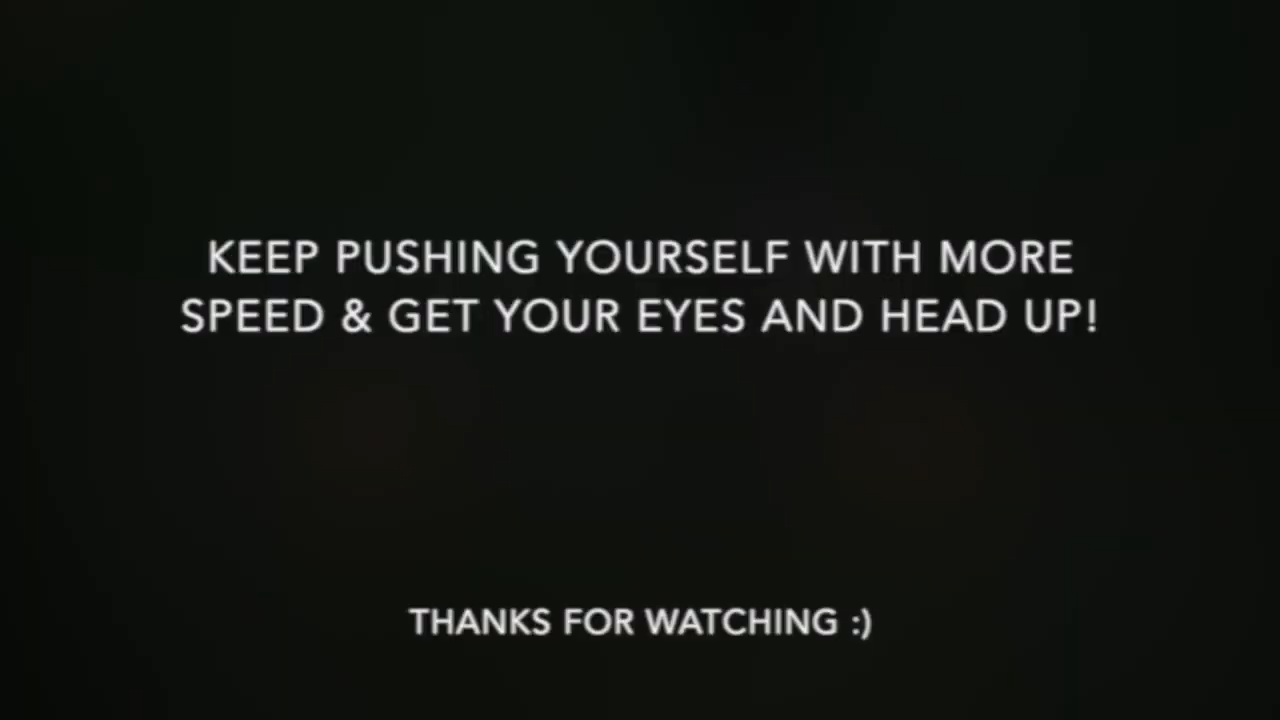 KEEP PUSHING YOURSELF WITH MORE
SPEED & GET YOUR EYES AND HEAD UP!
THANKS FOR WATCHING :)